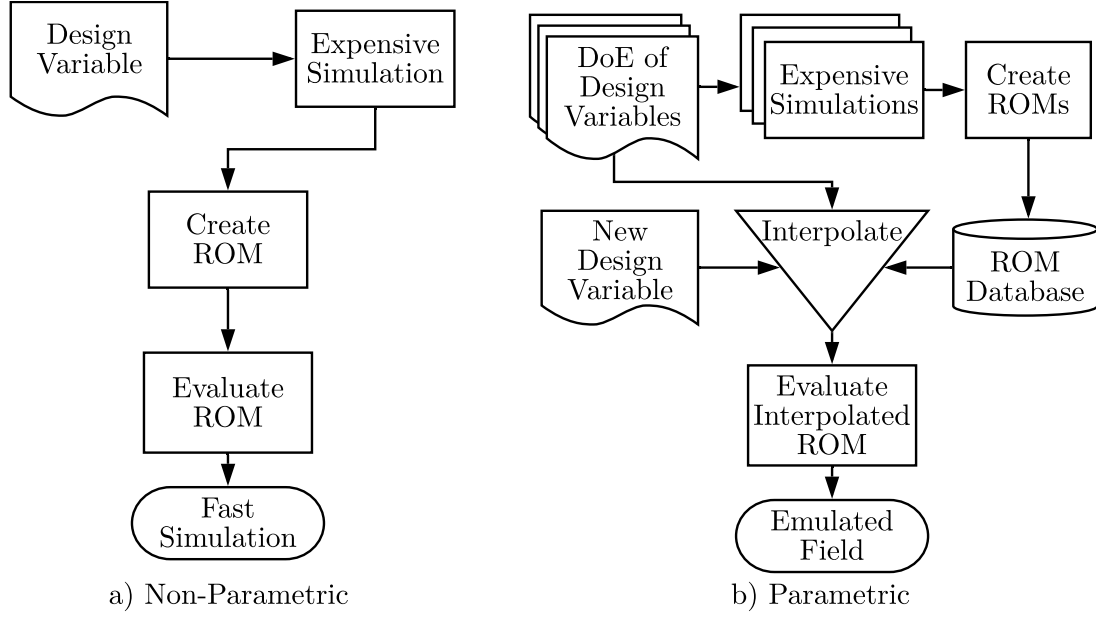 Design
Variable
Expensive
Simulation
Create
ROM
Evaluate
ROM
Fast
Simulation
a) Non-Parametric
DoE of
Design
Variables
Expensive
Simulations
Create
ROMs
New
Design
Variable
Interpolate
ROM
Database
Evaluate
Interpolated
ROM
Emulated
Field
b) Parametric